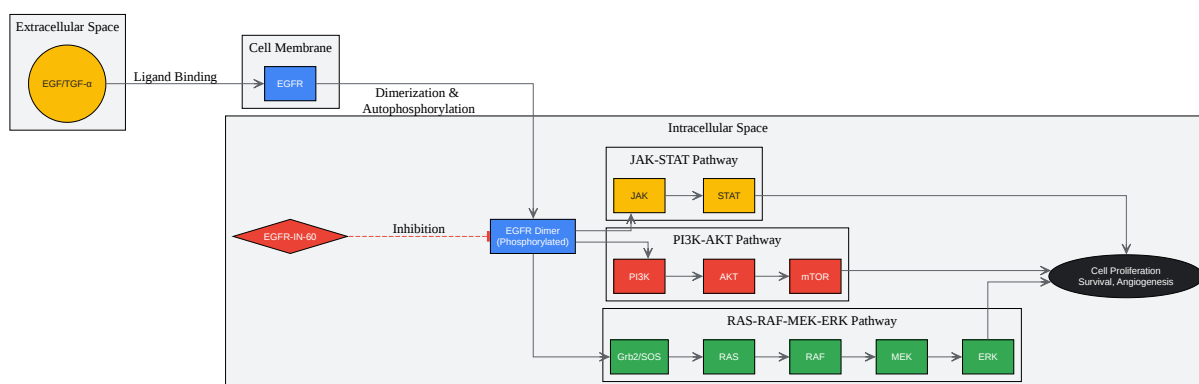 Extracellular Space
EGF/TGF-α
Ligand Binding
Cell Membrane
EGFR
Dimerization &
Autophosphorylation
Intracellular Space
EGFR-IN-60
Inhibition
EGFR Dimer
(Phosphorylated)
JAK-STAT Pathway
JAK
STAT
PI3K-AKT Pathway
PI3K
AKT
mTOR
RAS-RAF-MEK-ERK Pathway
Grb2/SOS
RAS
RAF
MEK
ERK
Cell Proliferation
Survival, Angiogenesis